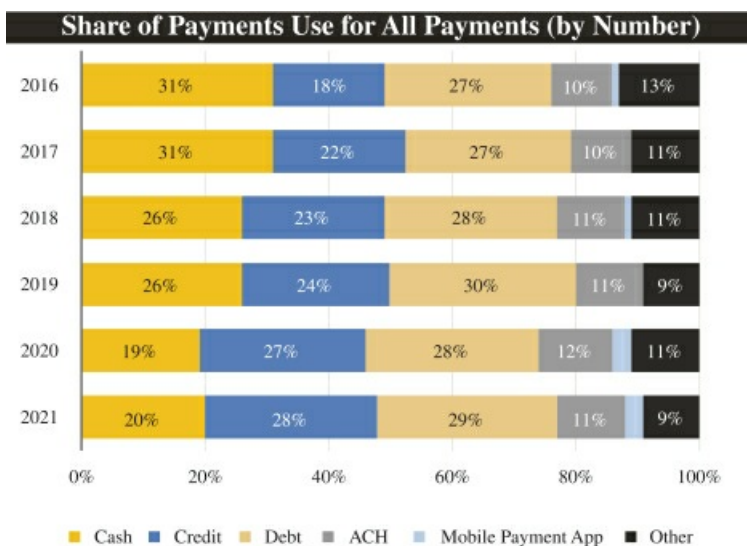 Share of Payments Use for All Payments (by Number)
2016 31% 18% 27% 10% 13%
2017 31% 22% 27% 10% 11%
2018 26% 23% 28% 11% 11%
2019 26% 24% 30% 11% 9%
2020 19% 27% 28% 12% 11%
2021 20% 28% 29% 11% 9%
0% 20% 40% 60% 80% 100%
Cash Credit Debt ACH Mobile Payment App Other